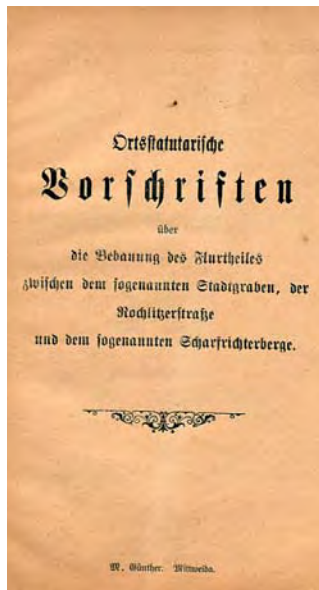 Ortsstatutarische
Vorschriften
über
die Bebauung des Flurtheiles
zwischen dem sogenannten Stadtgraben, der
Rochlitzerstraße
und dem sogenannten Scharfrichterberge.
M. Günther. Mittweida.